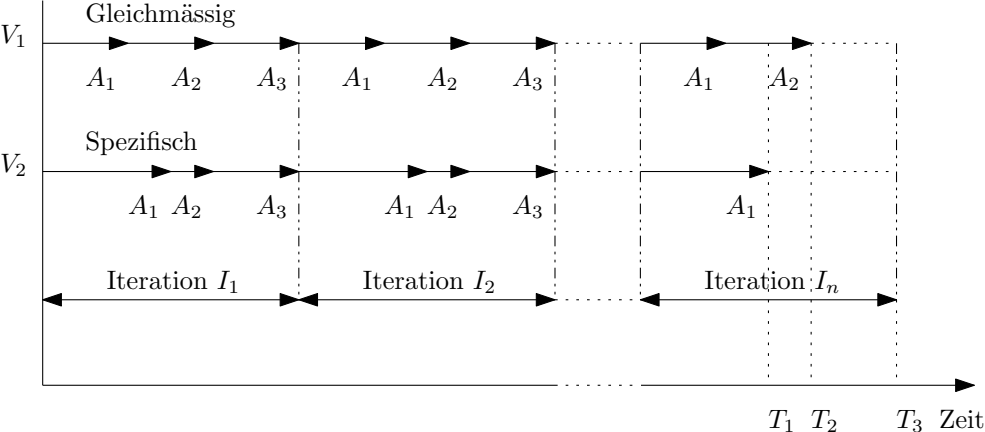 Gleichmässig
V₁
A₁ A₂ A₃ A₁ A₂ A₃ A₁ A₂
Spezifisch
V₂
A₁ A₂ A₃ A₁ A₂ A₃ A₁
Iteration I₁ Iteration I₂ Iteration Iₙ
T₁ T₂ T₃ Zeit